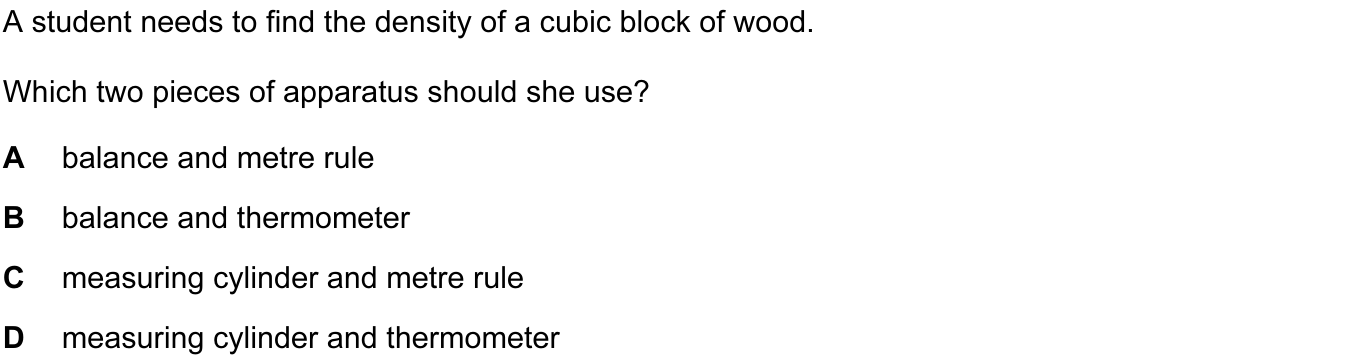 A student needs to find the density of a cubic block of wood.
Which two pieces of apparatus should she use?
A balance and metre rule
B balance and thermometer
C measuring cylinder and metre rule
D measuring cylinder and thermometer